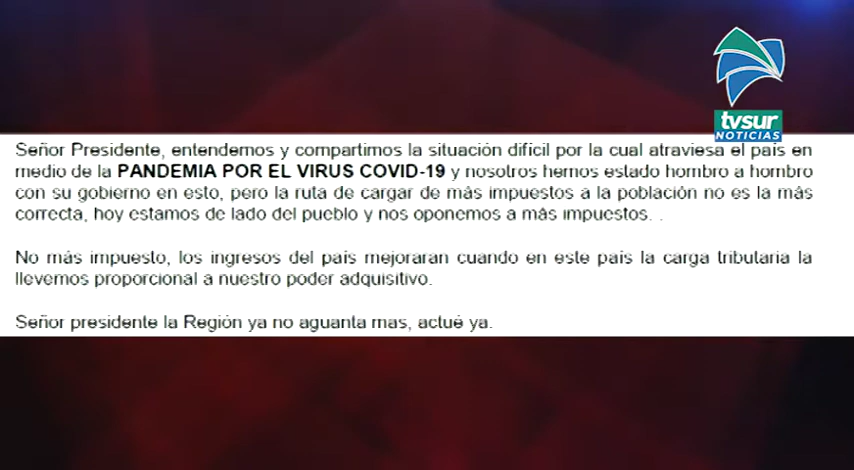 tvsur
NOTICIAS
Señor Presidente, entendemos y compartimos la situación difícil por la cual atraviesa el país en
medio de la PANDEMIA POR EL VIRUS COVID-19 y nosotros hemos estado hombro a hombro
con su gobierno en esto, pero la ruta de cargar de más impuestos a la población no es la más
correcta, hoy estamos de lado del pueblo y nos oponemos a más impuestos. .
No más impuesto, los ingresos del país mejoraran cuando en este país la carga tributaria la
llevemos proporcional a nuestro poder adquisitivo.
Señor presidente la Región ya no aguanta mas, actué ya.